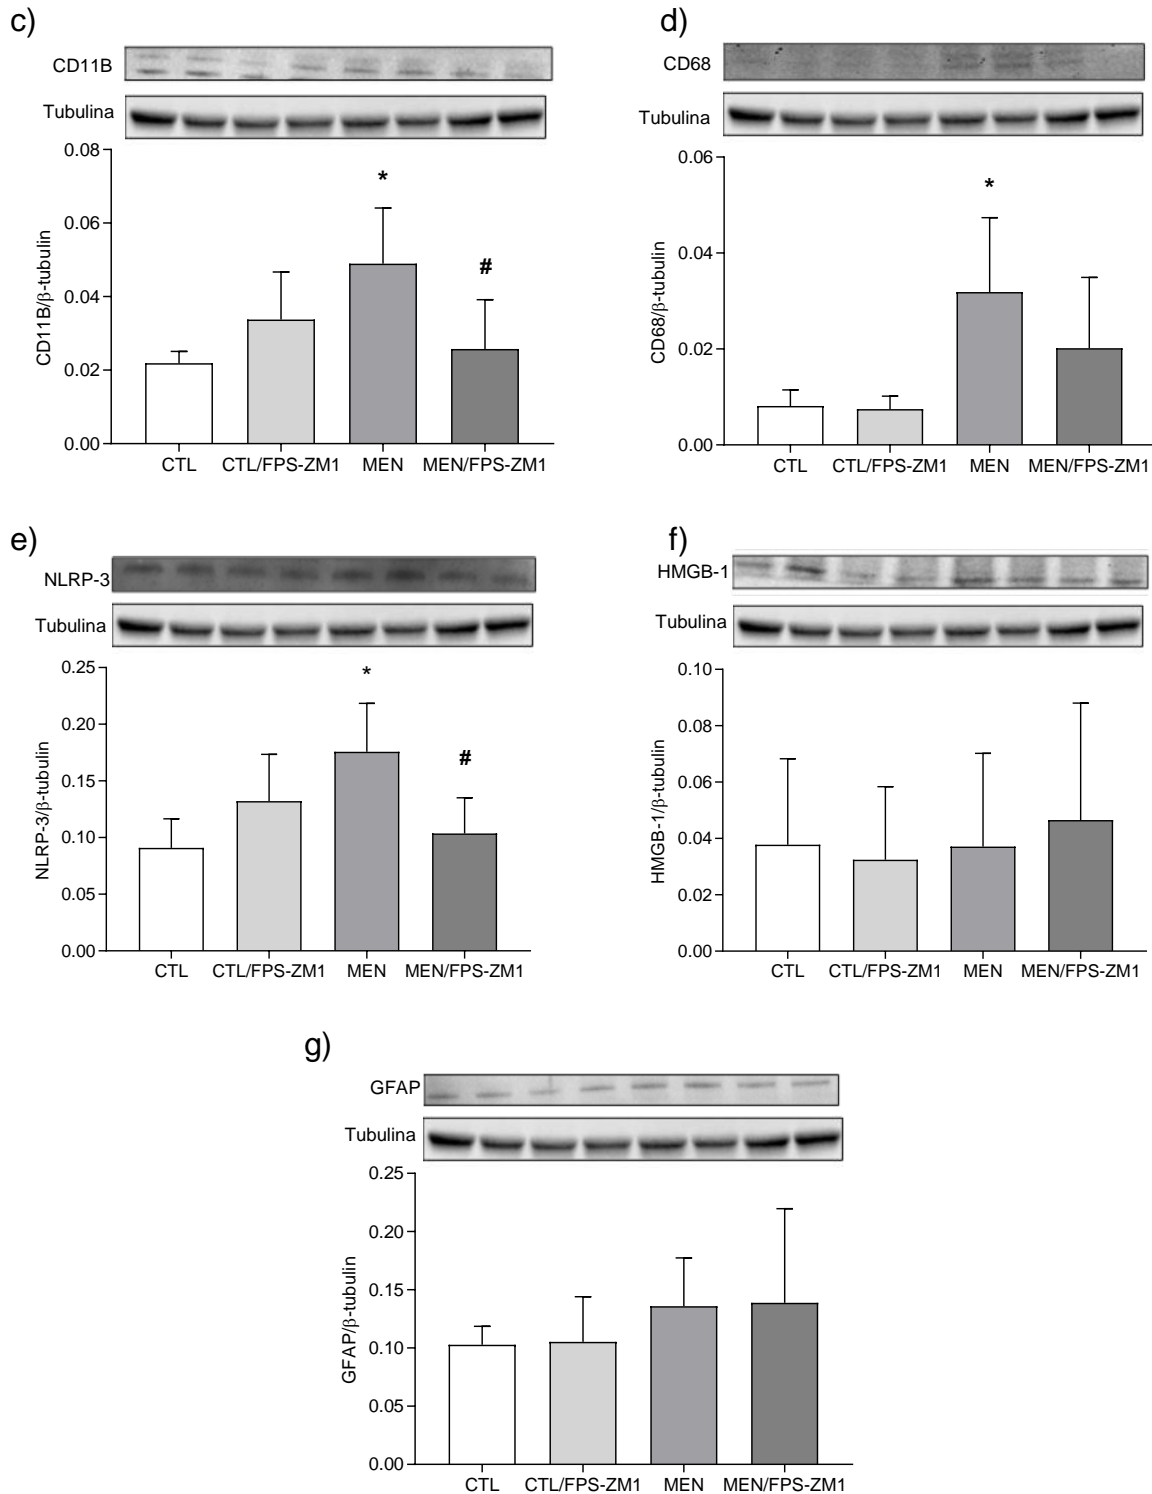 c)
CD11B
Tubulina
0.08
0.06
0.04
0.02
0.00
CD11B/β-tubulin
*
#
CTL CTL/FPS-ZM1 MEN MEN/FPS-ZM1
d)
CD68
Tubulina
0.06
0.04
0.02
0.00
CD68/β-tubulin
*
CTL CTL/FPS-ZM1 MEN MEN/FPS-ZM1
e)
NLRP-3
Tubulina
0.25
0.20
0.15
0.10
0.05
0.00
NLRP-3/β-tubulin
*
#
CTL CTL/FPS-ZM1 MEN MEN/FPS-ZM1
f)
HMGB-1
Tubulina
0.10
0.08
0.06
0.04
0.02
0.00
HMGB-1/β-tubulin
CTL CTL/FPS-ZM1 MEN MEN/FPS-ZM1
g)
GFAP
Tubulina
0.25
0.20
0.15
0.10
0.05
0.00
GFAP/β-tubulin
CTL CTL/FPS-ZM1 MEN MEN/FPS-ZM1